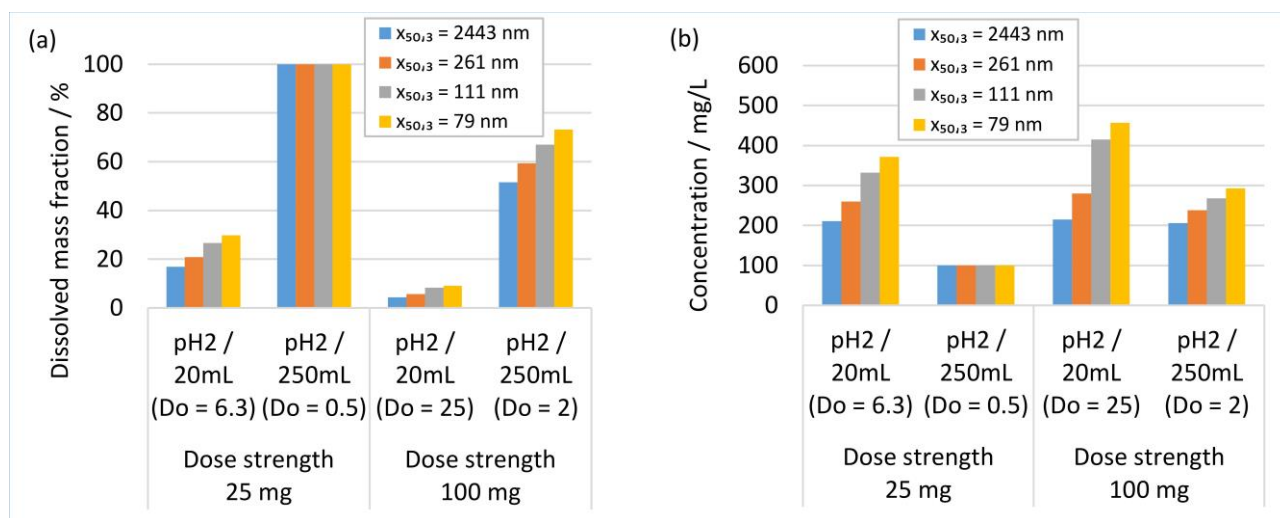 (a)
x₅₀,₃ = 2443 nm
x₅₀,₃ = 261 nm
x₅₀,₃ = 111 nm
x₅₀,₃ = 79 nm
Dissolved mass fraction / %
100
80
60
40
20
0
pH2 /
20mL
(Do = 6.3)
pH2 /
250mL
(Do = 0.5)
pH2 /
20mL
(Do = 25)
pH2 /
250mL
(Do = 2)
Dose strength
25 mg
Dose strength
100 mg
(b)
x₅₀,₃ = 2443 nm
x₅₀,₃ = 261 nm
x₅₀,₃ = 111 nm
x₅₀,₃ = 79 nm
Concentration / mg/L
600
500
400
300
200
100
0
pH2 /
20mL
(Do = 6.3)
pH2 /
250mL
(Do = 0.5)
pH2 /
20mL
(Do = 25)
pH2 /
250mL
(Do = 2)
Dose strength
25 mg
Dose strength
100 mg